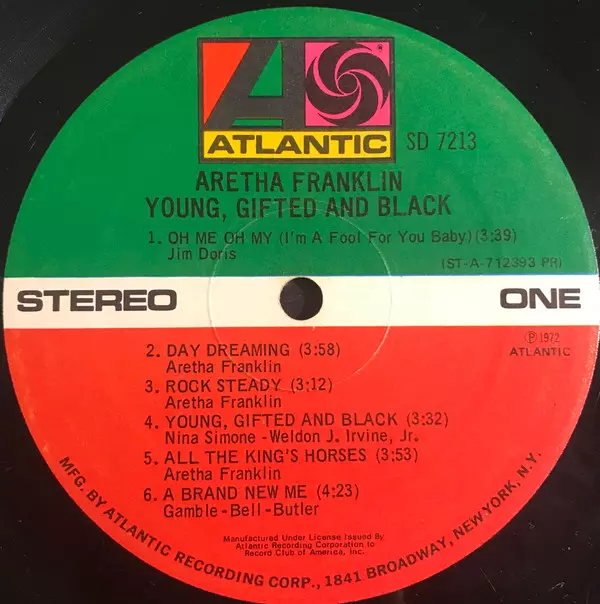 ATLANTIC
SD 7213
ARETHA FRANKLIN
YOUNG, GIFTED AND BLACK
1. OH ME OH MY (I'm A Fool For You Baby) (3:39)
Jim Doris
(ST-A-712393 PR)
STEREO
ONE
℗ 1972
ATLANTIC
2. DAY DREAMING (3:58)
Aretha Franklin
3. ROCK STEADY (3:12)
Aretha Franklin
4. YOUNG, GIFTED AND BLACK (3:32)
Nina Simone - Weldon J. Irvine, Jr.
5. ALL THE KING'S HORSES (3:53)
Aretha Franklin
6. A BRAND NEW ME (4:23)
Gamble - Bell - Butler
Manufactured Under License Issued By
Atlantic Recording Corporation to
Record Club of America, Inc.
MFG. BY ATLANTIC RECORDING CORP., 1841 BROADWAY, NEW YORK, N.Y.